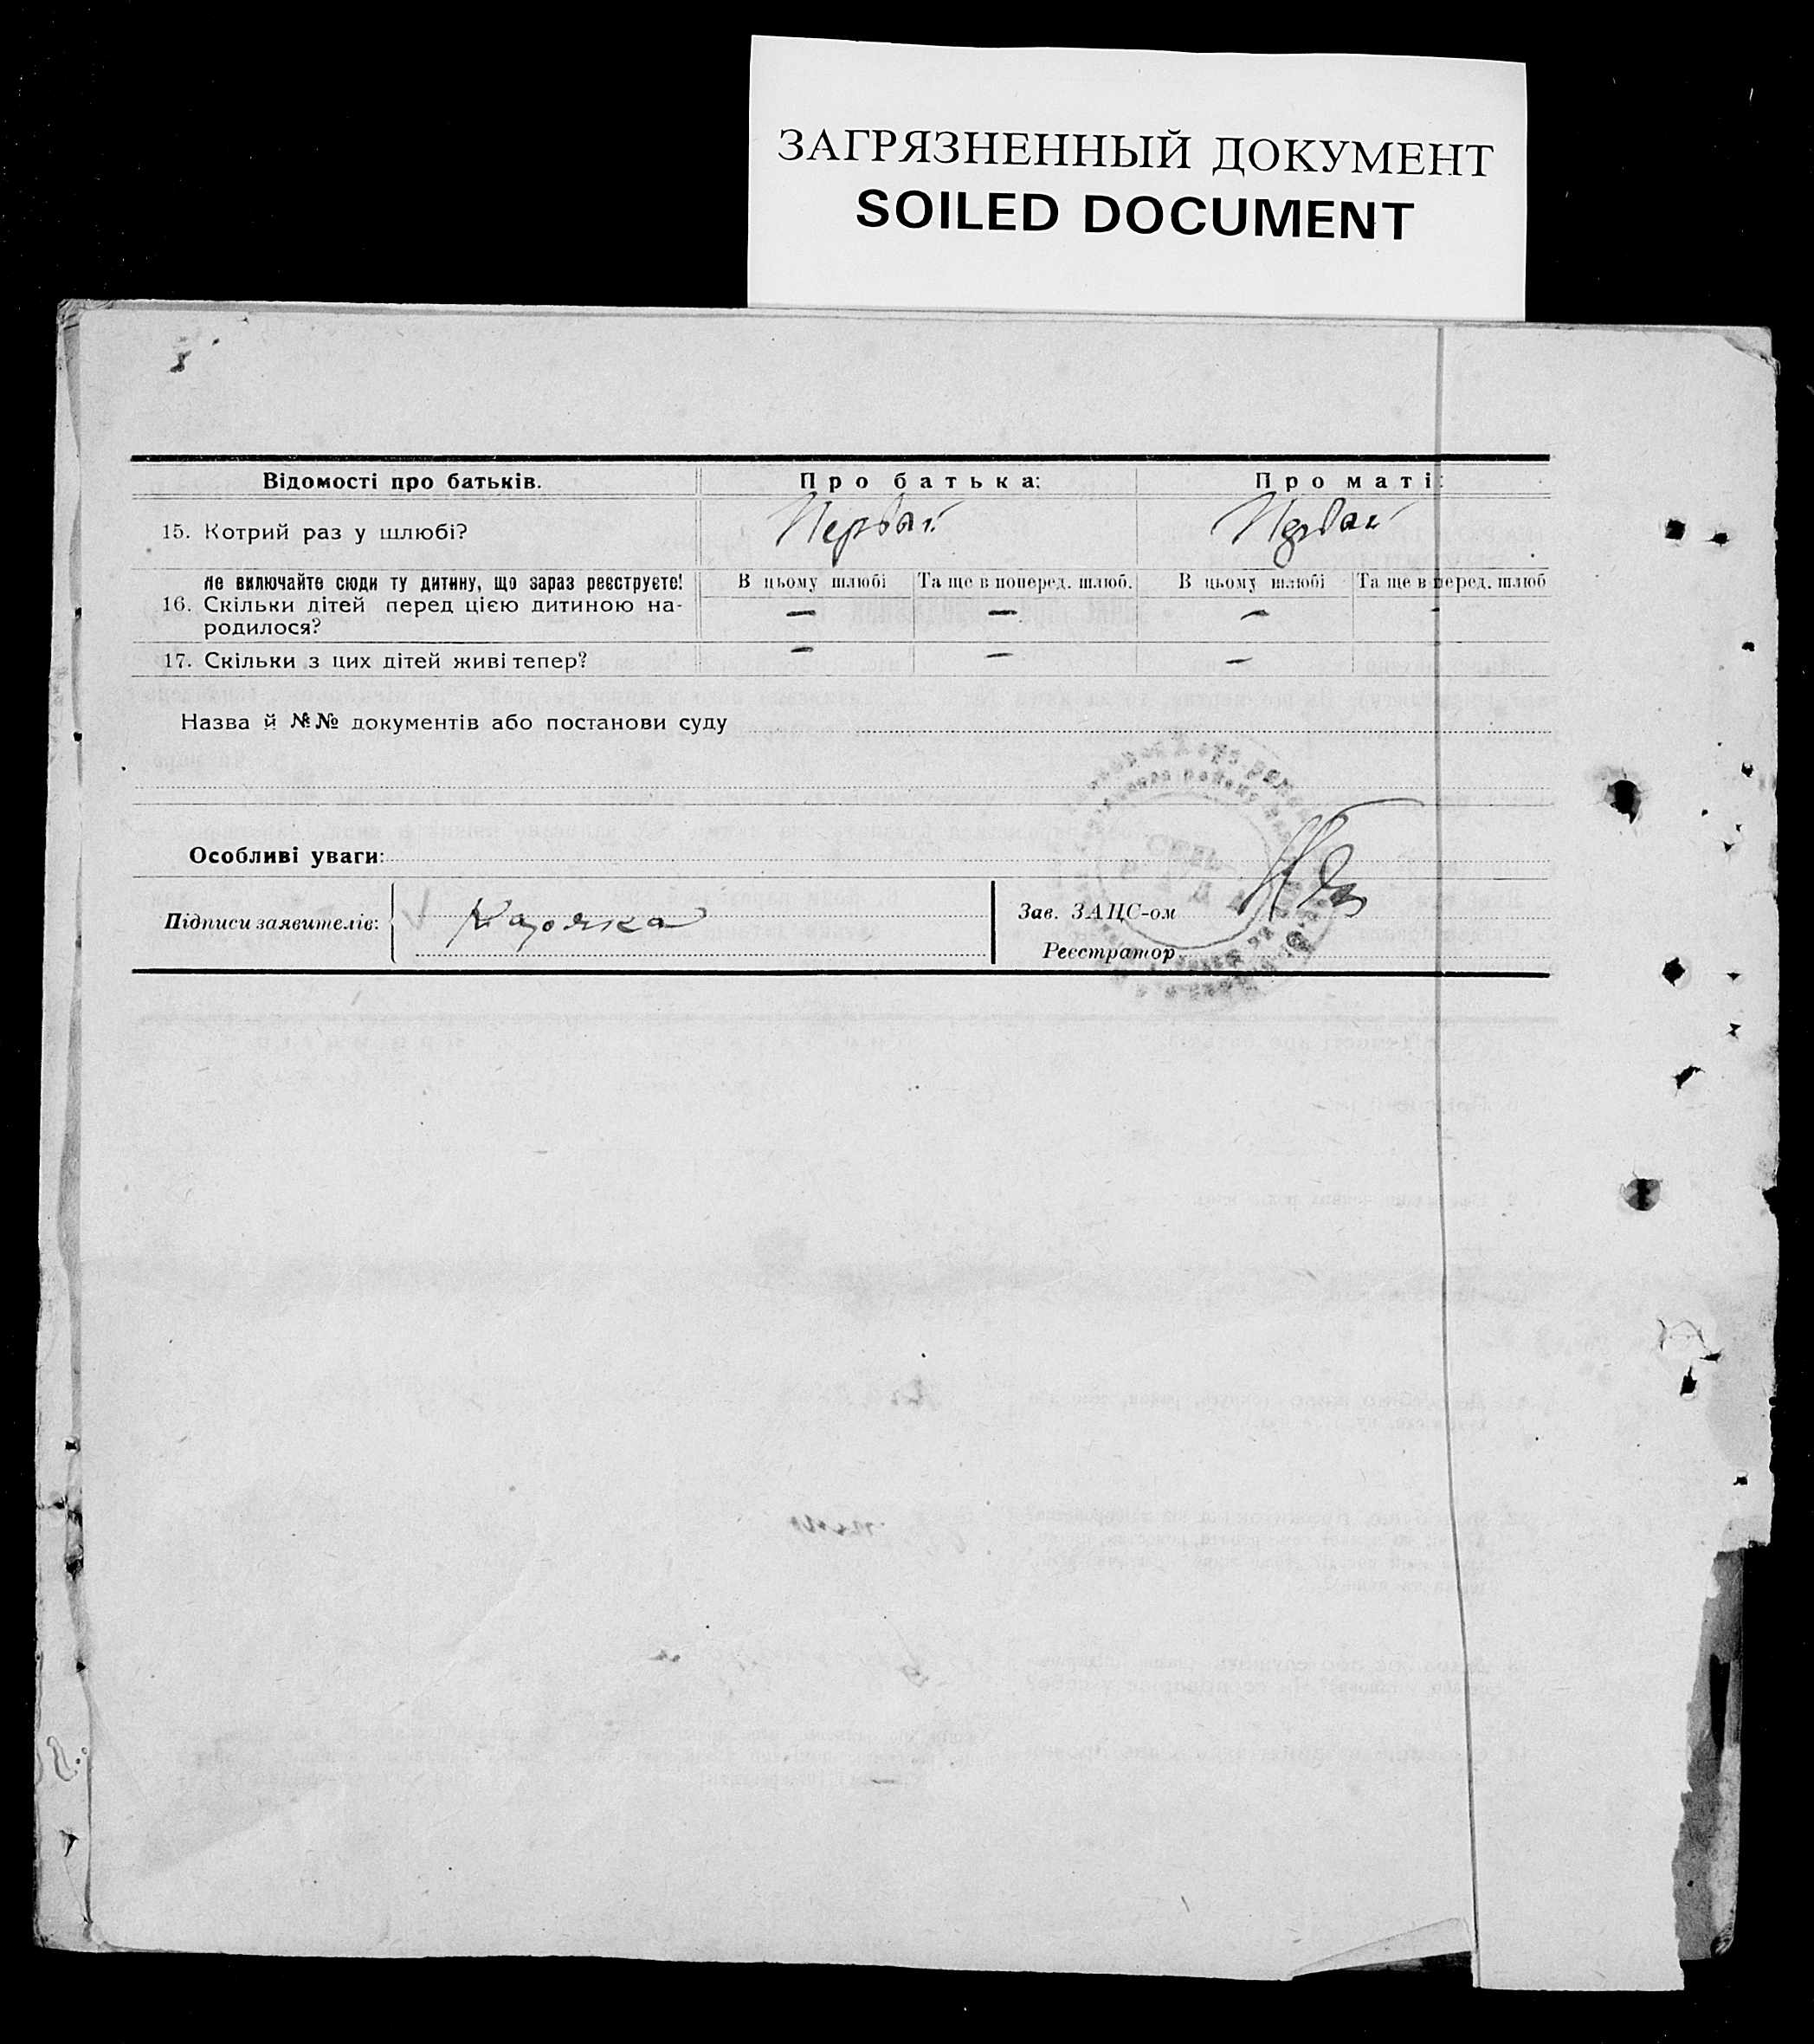 ЗАГРЯЗНЕННЫЙ ДОКУМЕНТ
SOILED DOCUMENT
Відомості про батьків. Про батька: Про маті:
15. Котрий раз у шлюбі? Первый Первый
Не включайте сюди ту дитину, що зараз реєструєте! В цьому шлюбі Та ще в поперед. шлюб. В цьому шлюбі Та ще в перед. шлюб
16. Скільки дітей перед цією дитиною на- — — — -
родилося?
17. Скільки з цих дітей живі тепер? — — —
Назва й №№ документів або постанови суду
Особливі уваги:
Підписи заявителів: Зав. ЗАЦС-ом
Реєстратор